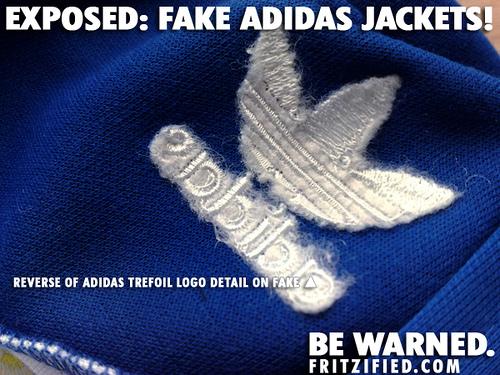 EXPOSED: FAKE ADIDAS JACKETS!
REVERSE OF ADIDAS TREFOIL LOGO DETAIL ON FAKE
BE WARNED.
FRITZIFIED.COM